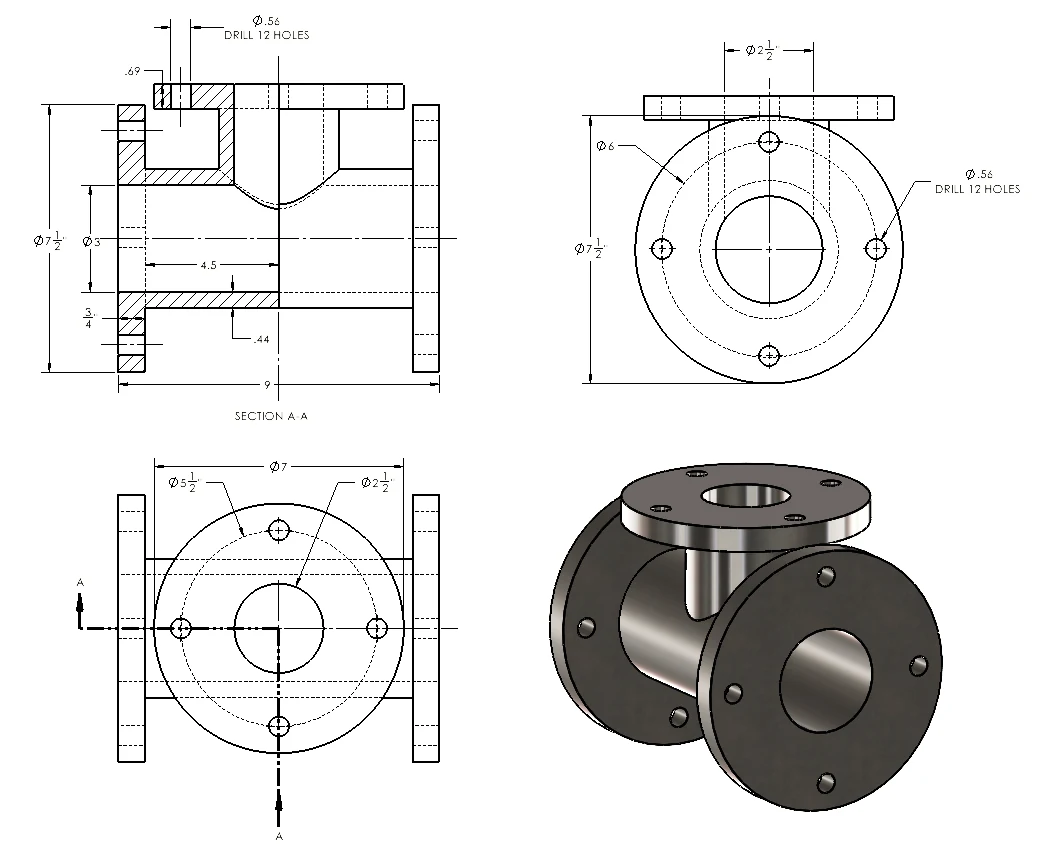 Ø.56
DRILL 12 HOLES
.69
Ø7 1/2"
Ø3
4.5
3/4"
.44
9
SECTION A-A
Ø2 1/2"
Ø6
Ø7 1/2"
Ø.56
DRILL 12 HOLES
Ø7
Ø5 1/2"
Ø2 1/2"
A
A